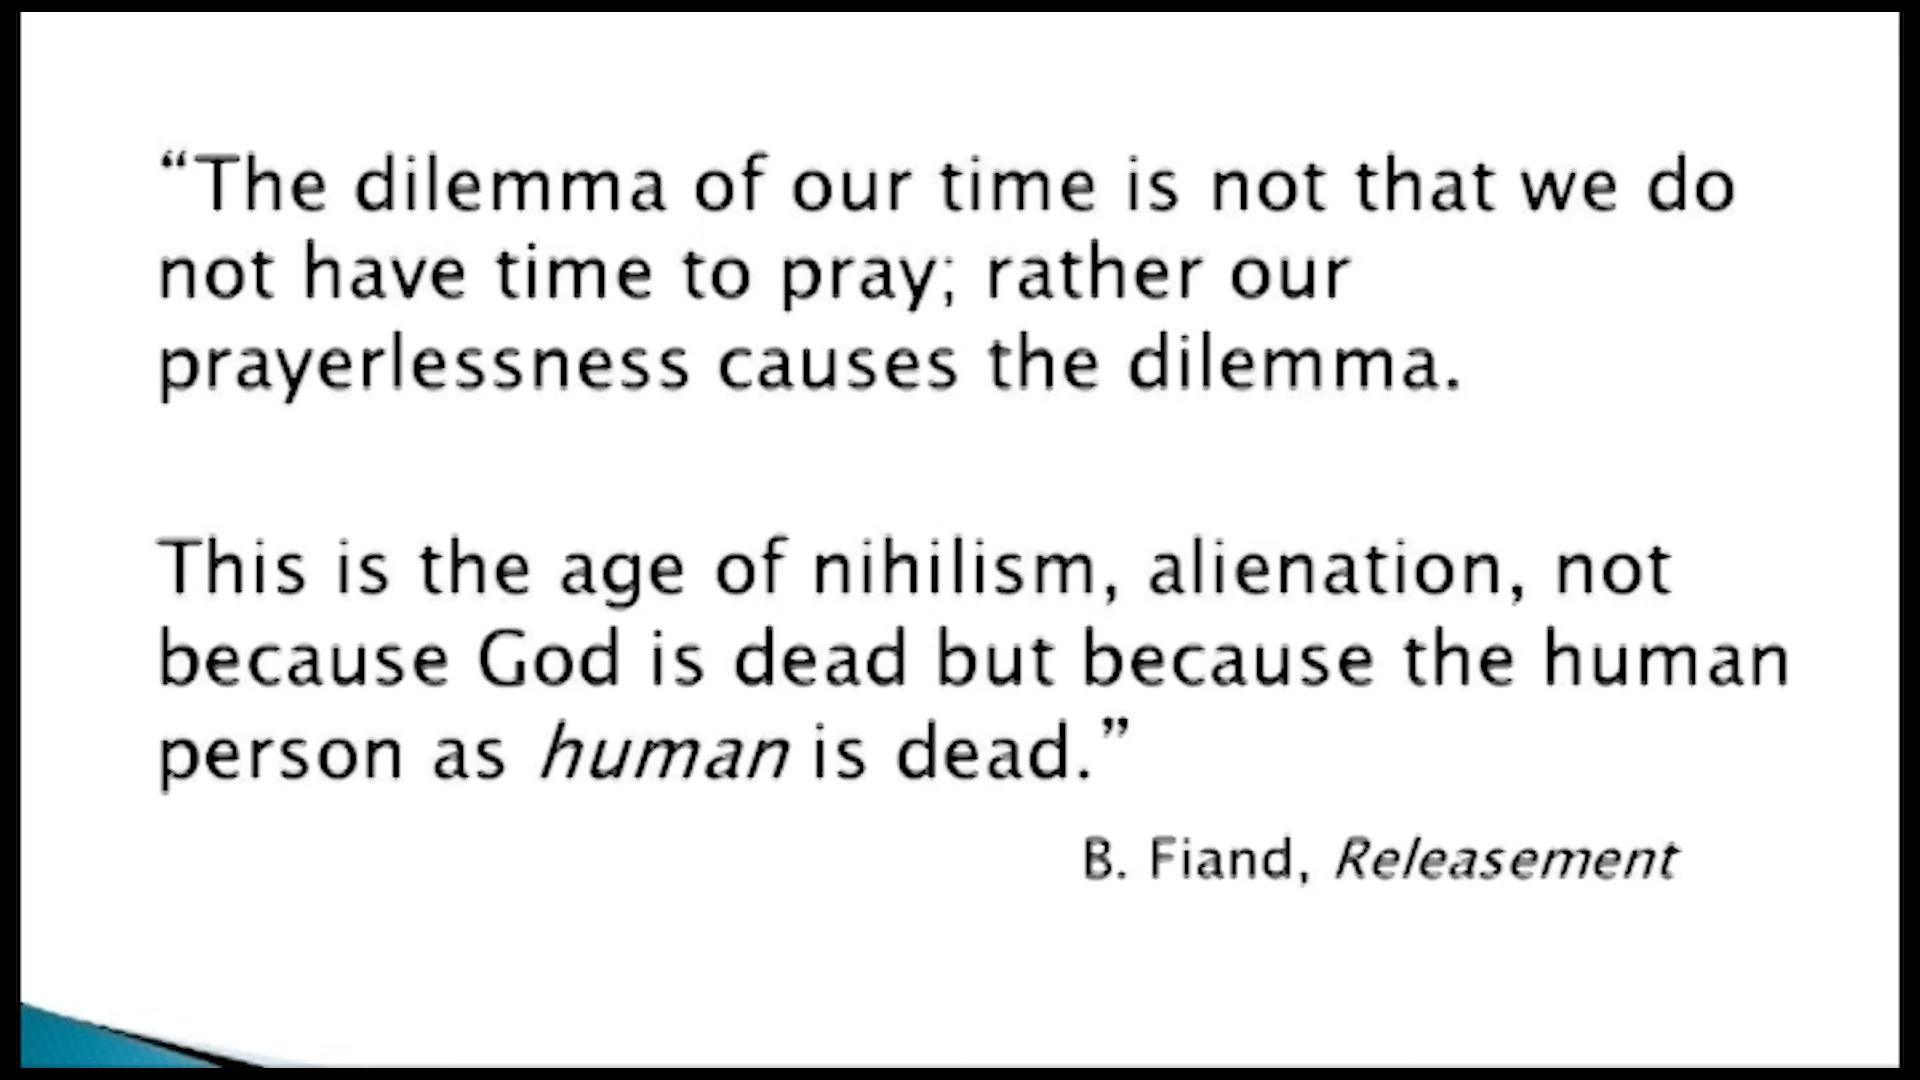 “The dilemma of our time is not that we do
not have time to pray; rather our
prayerlessness causes the dilemma.
This is the age of nihilism, alienation, not
because God is dead but because the human
person as human is dead.”
B. Fiand, Releasement